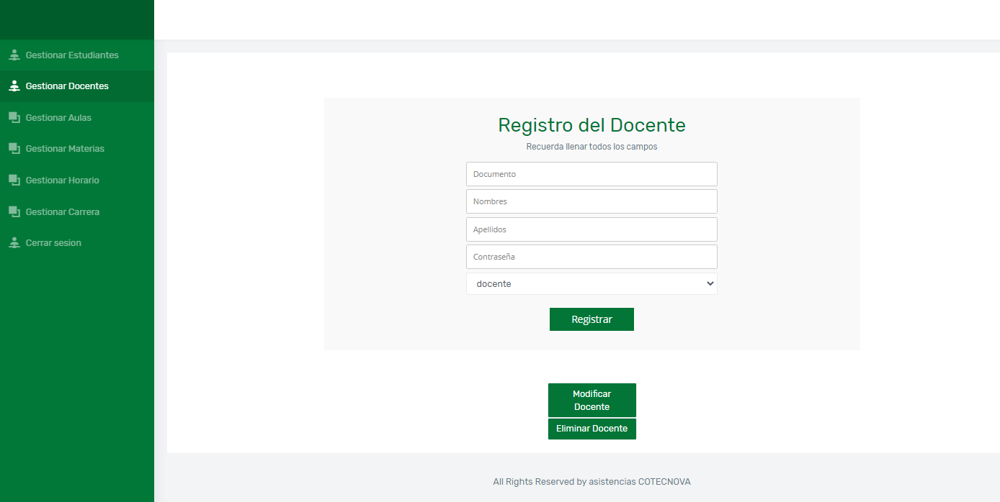 Gestionar Estudiantes
Gestionar Docentes
Gestionar Aulas
Gestionar Materias
Gestionar Horario
Gestionar Carrera
Cerrar sesion
Registro del Docente
Recuerda llenar todos los campos
Documento
Nombres
Apellidos
Contraseña
docente
Registrar
Modificar
Docente
Eliminar Docente
All Rights Reserved by asistencias COTECNOVA